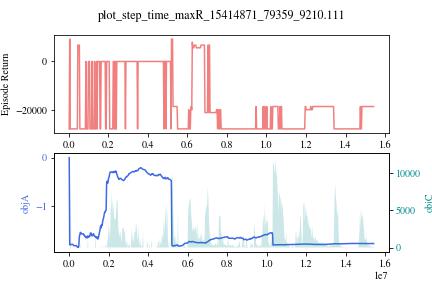 plot_step_time_maxR_15414871_79359_9210.111
Episode Return
0
−20000
0.0 0.2 0.4 0.6 0.8 1.0 1.2 1.4 1.6
objA
0
−1
10000
5000
0
objC
0.0 0.2 0.4 0.6 0.8 1.0 1.2 1.4 1.6
1e7